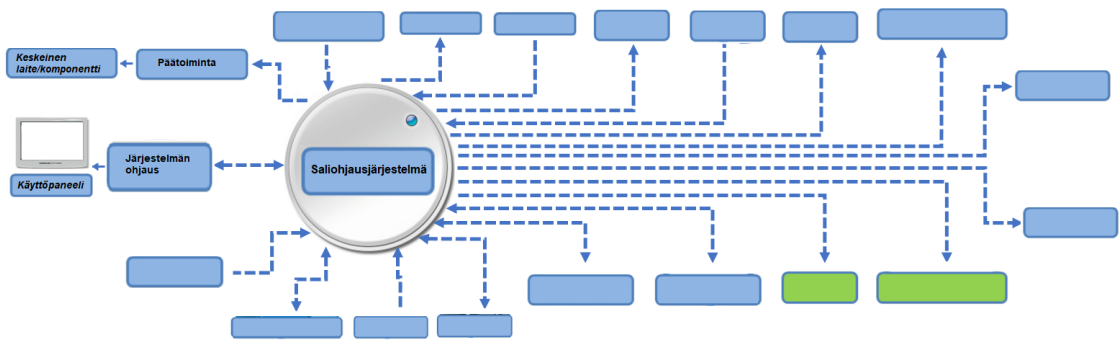 Keskeinen
laite/komponentti
Päätoiminta
Järjestelmän
ohjaus
Käyttöpaneeli
Saliohjausjärjestelmä